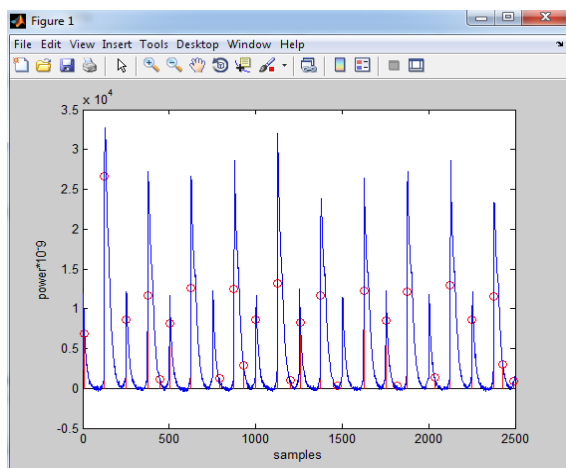 Figure 1
File Edit View Insert Tools Desktop Window Help
x 10^4
3.5
3
2.5
2
1.5
1
0.5
0
-0.5
power*10-9
0 500 1000 1500 2000 2500
samples